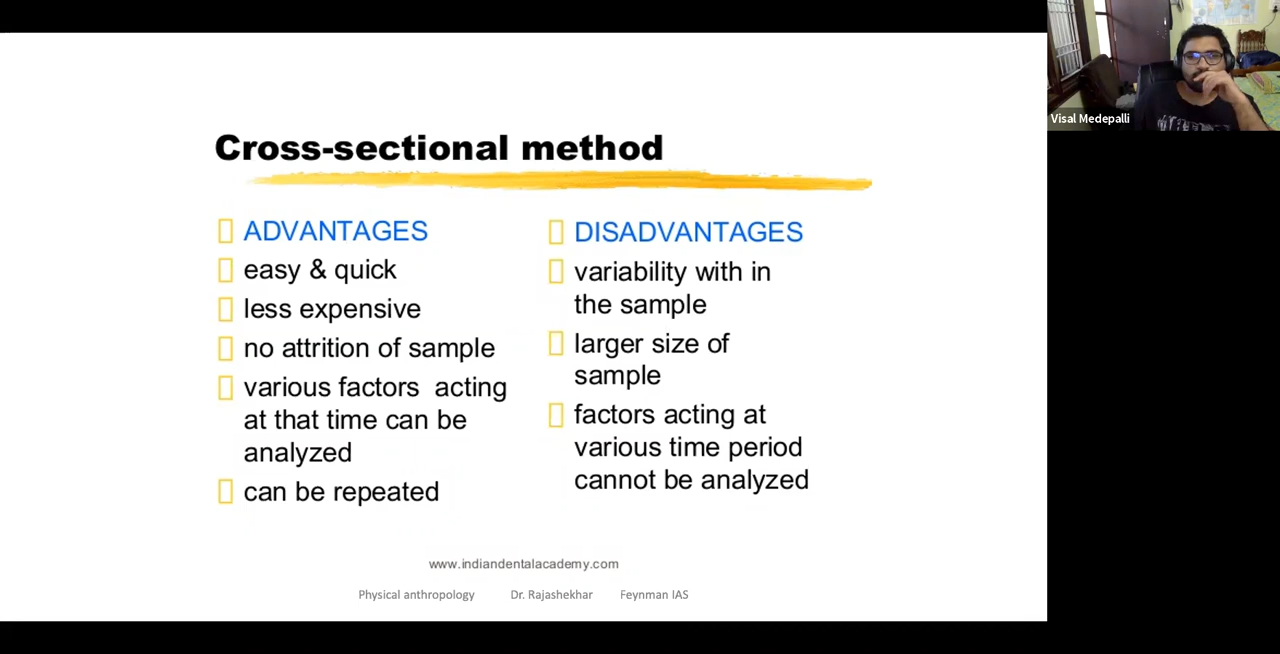 Cross-sectional method
ADVANTAGES
easy & quick
less expensive
no attrition of sample
various factors acting
at that time can be
analyzed
can be repeated
DISADVANTAGES
variability with in
the sample
larger size of
sample
factors acting at
various time period
cannot be analyzed
www.indiandentalacademy.com
Physical anthropology Dr. Rajashekhar Feynman IAS
Visal Medepalli